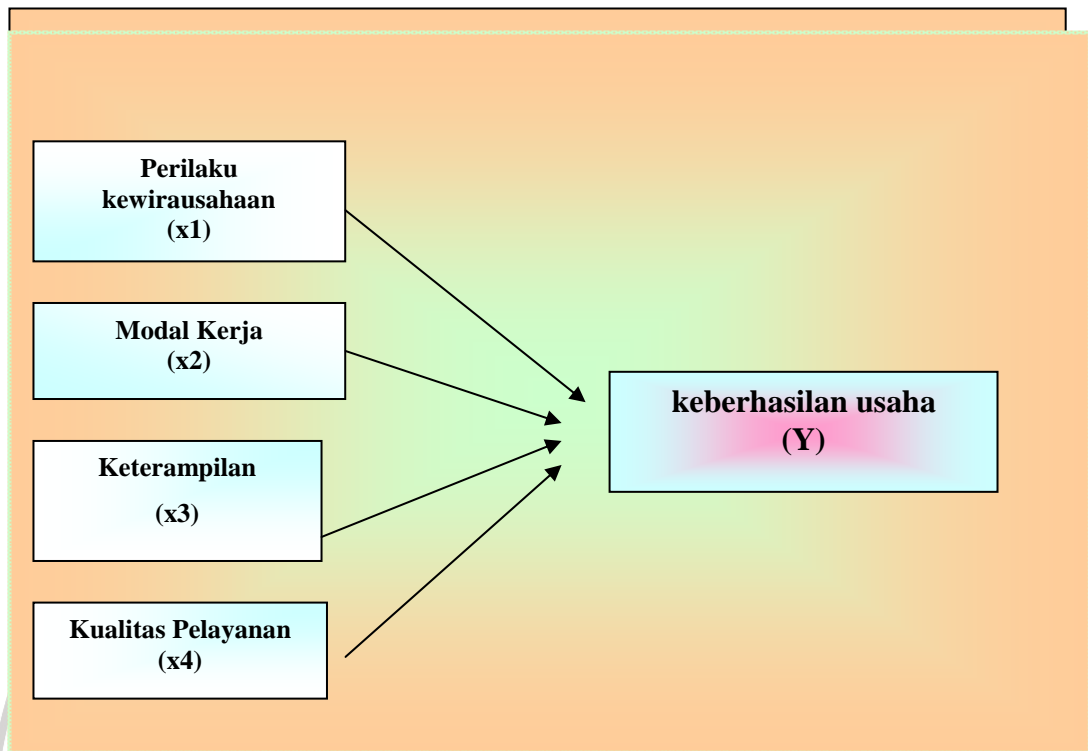 Perilaku
kewirausahaan
(x1)
Modal Kerja
(x2)
Keterampilan
(x3)
Kualitas Pelayanan
(x4)
keberhasilan usaha
(Y)